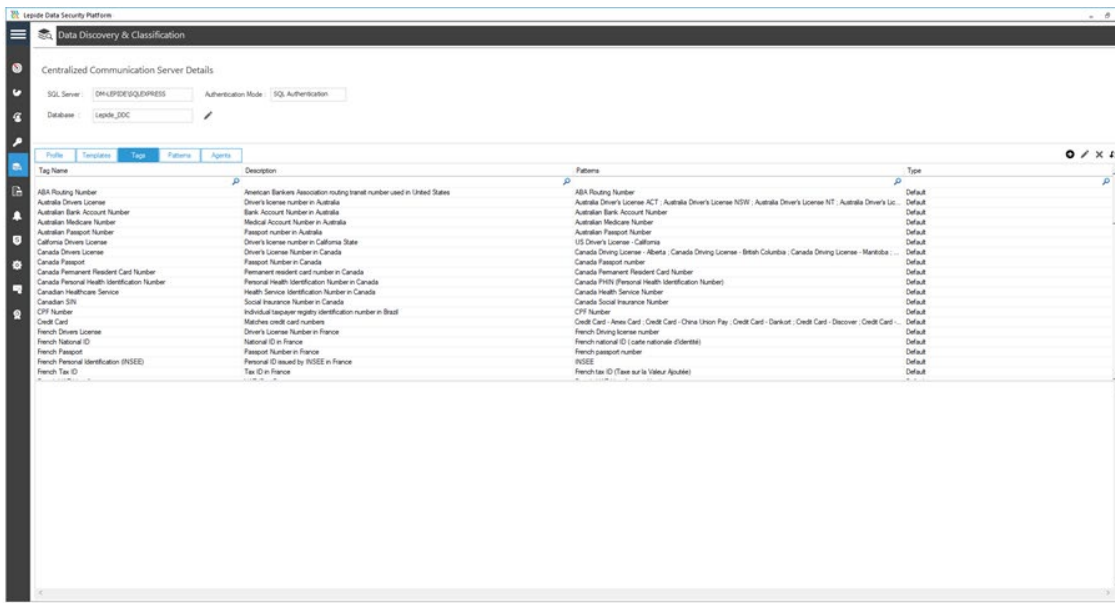 Lepide Data Security Platform
Data Discovery & Classification
Centralized Communication Server Details
SQL Server : DM-LEPIDE\SQLEXPRESS Authentication Mode : SQL Authentication
Database : Lepide_DDC
Profile Templates Tags Patterns Agents
Tag Name Description Patterns Type
ABA Routing Number American Bankers Association routing transit number used in United States ABA Routing Number Default
Australia Drivers License Driver's license number in Australia Australia Driver's License ACT ; Australia Driver's License NSW ; Australia Driver's License NT ; Australia Driver's Lic... Default
Australian Bank Account Number Bank Account Number in Australia Australian Bank Account Number Default
Australian Medicare Number Medical Account Number in Australia Australian Medicare Number Default
Australian Passport Number Passport number in Australia Australian Passport Number Default
California Drivers License Driver's license number in California State US Driver's License - California Default
Canada Drivers License Driver's License Number in Canada Canada Driving License - Alberta ; Canada Driving License - British Columbia ; Canada Driving License - Manitoba ; ... Default
Canada Passport Passport Number in Canada Canada Passport number Default
Canada Permanent Resident Card Number Permanent resident card number in Canada Canada Permanent Resident Card Number Default
Canada Personal Health Identification Number Personal Health Identification Number in Canada Canada PHIN (Personal Health Identification Number) Default
Canadian Healthcare Service Health Service Identification Number in Canada Canada Health Service Number Default
Canadian SIN Social Insurance Number in Canada Canada Social Insurance Number Default
CPF Number Individual taxpayer registry identification number in Brazil CPF Number Default
Credit Card Matches credit card numbers Credit Card - Amex Card ; Credit Card - China Union Pay ; Credit Card - Dankort ; Credit Card - Discover ; Credit Card -... Default
French Drivers License Driver's License Number in France French Driving license number Default
French National ID National ID in France French national ID ( carte nationale d'identité) Default
French Passport Passport Number in France French passport number Default
French Personal Identification (INSEE) Personal ID issued by INSEE in France INSEE Default
French Tax ID Tax ID in France French tax ID (Taxe sur la Valeur Ajoutée) Default